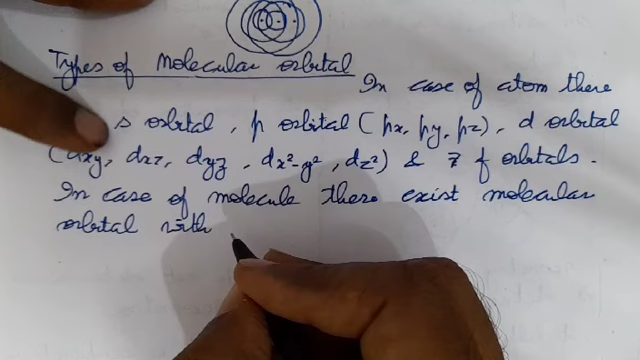 Types of Molecular orbital
In case of atom there
s orbital, p orbital (px, py, pz), d orbital
(dxy, dxz, dyz, dx²-y², dz²) & 7 f orbitals.
In case of molecule there exist molecular
orbital with